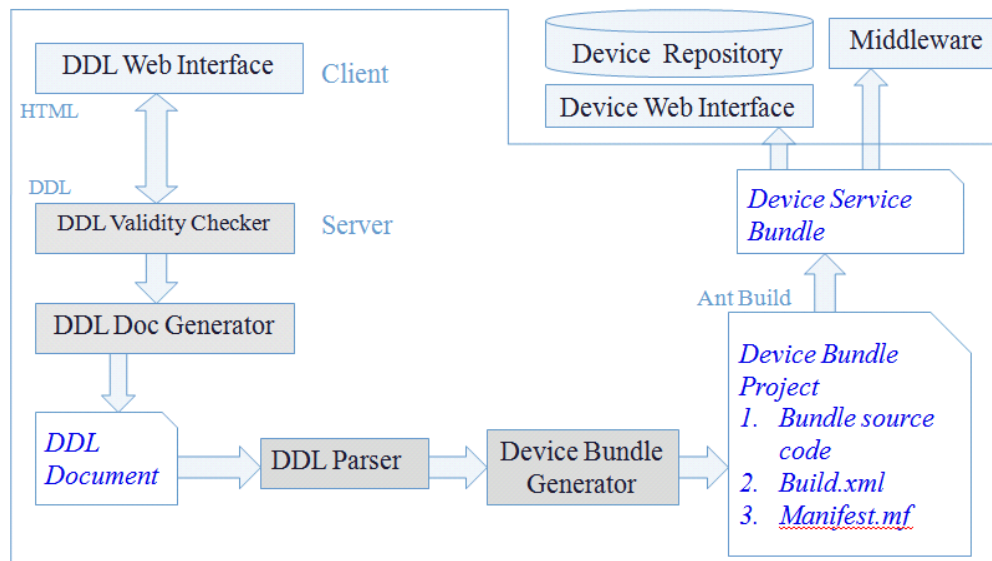 DDL Web Interface
Client
HTML
DDL
DDL Validity Checker
Server
DDL Doc Generator
DDL
Document
DDL Parser
Device Bundle
Generator
Device Bundle
Project
1. Bundle source
code
2. Build.xml
3. Manifest.mf
Ant Build
Device Service
Bundle
Device Repository
Device Web Interface
Middleware